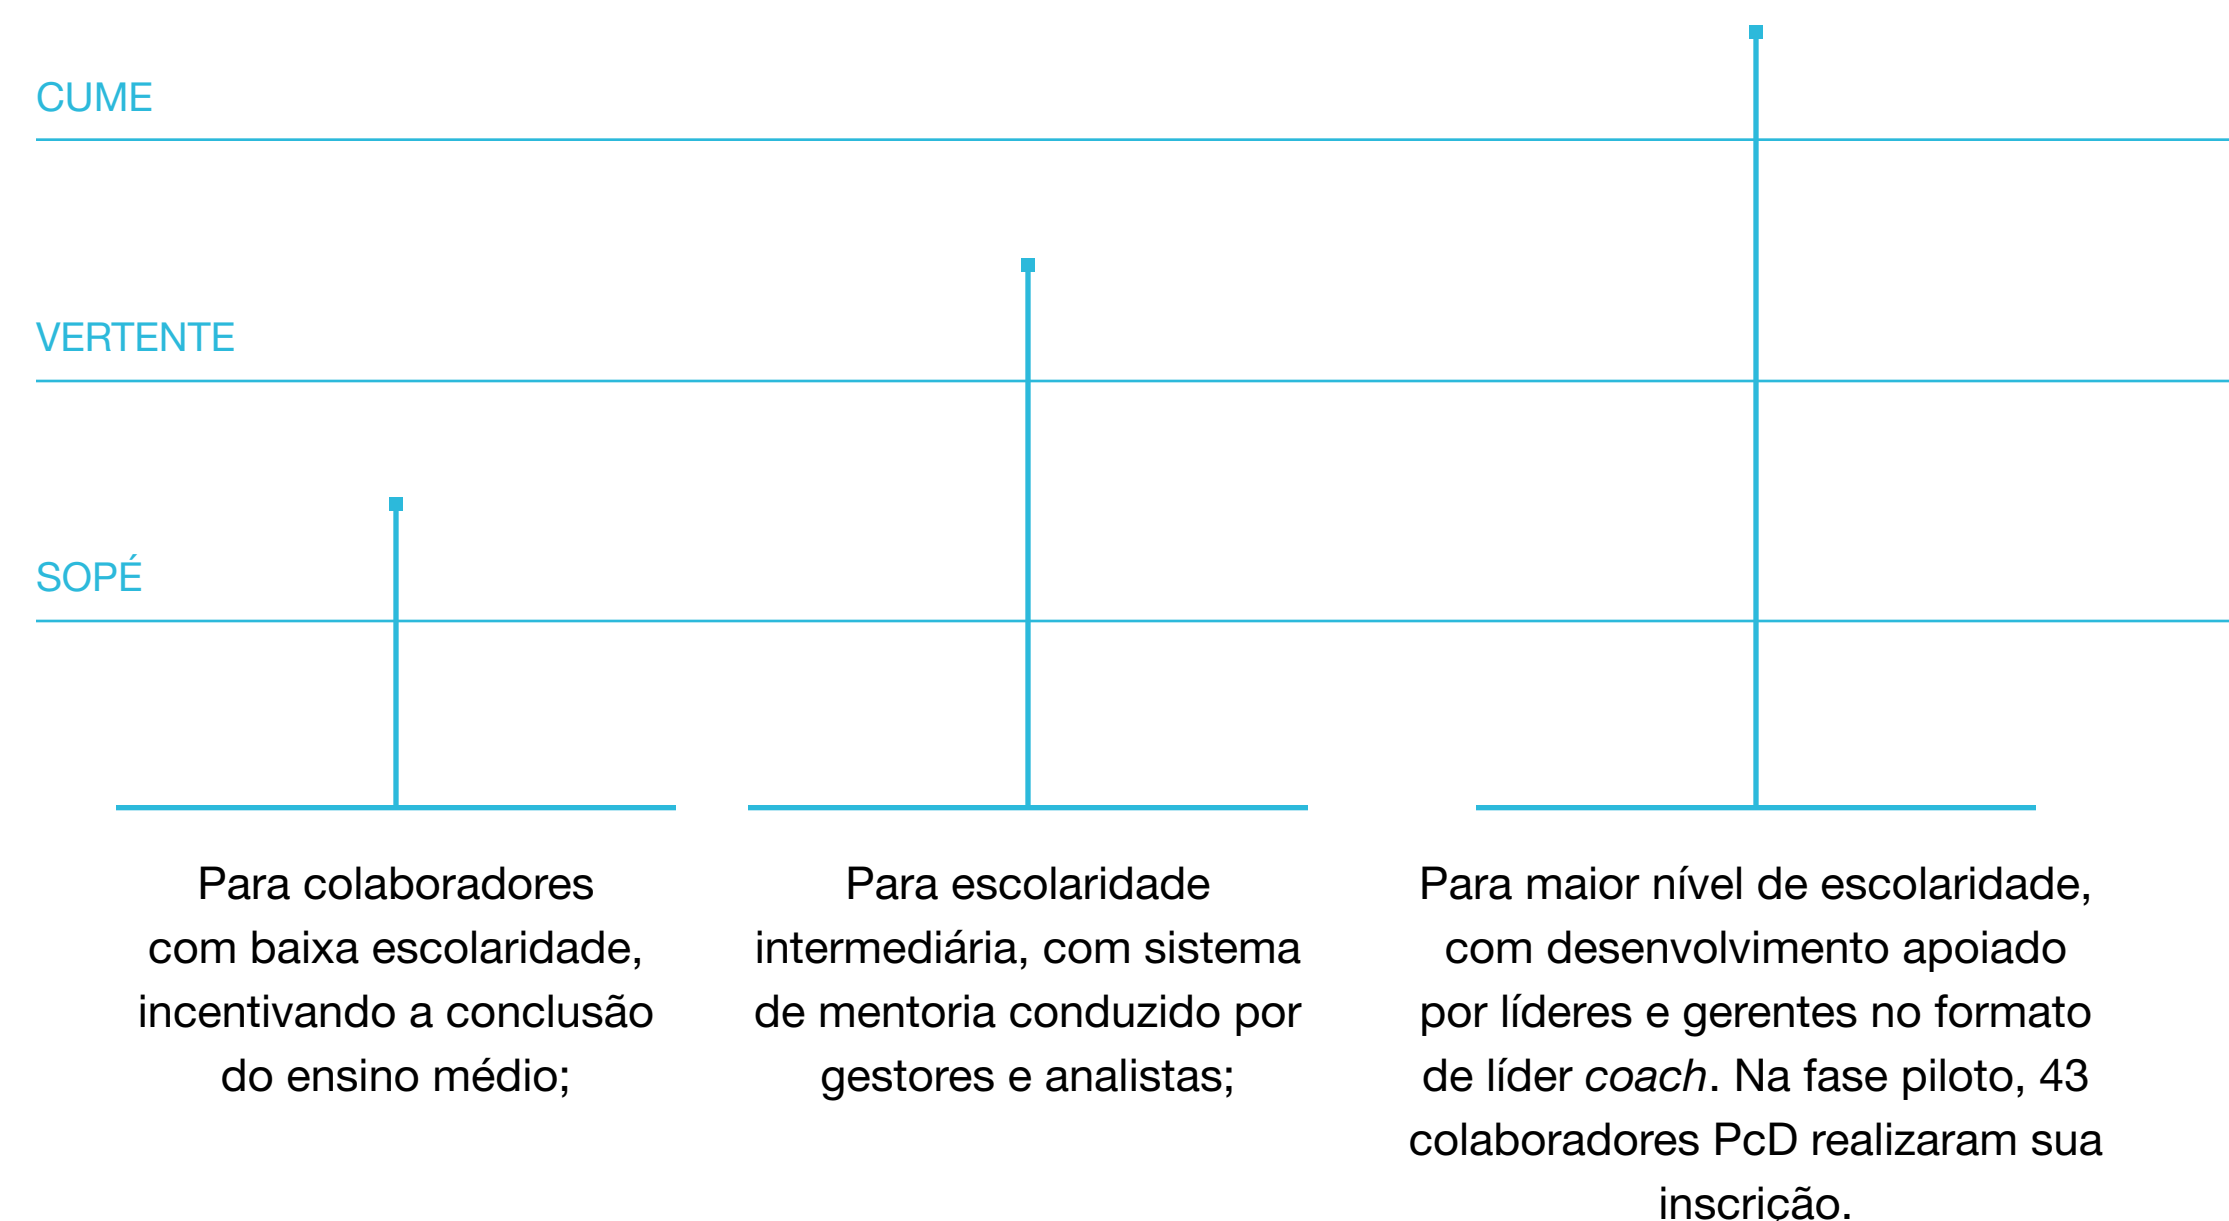 CUME
VERTENTE
SOPÉ
Para colaboradores
com baixa escolaridade,
incentivando a conclusão
do ensino médio;
Para escolaridade
intermediária, com sistema
de mentoria conduzido por
gestores e analistas;
Para maior nível de escolaridade,
com desenvolvimento apoiado
por líderes e gerentes no formato
de líder coach. Na fase piloto, 43
colaboradores PcD realizaram sua
inscrição.